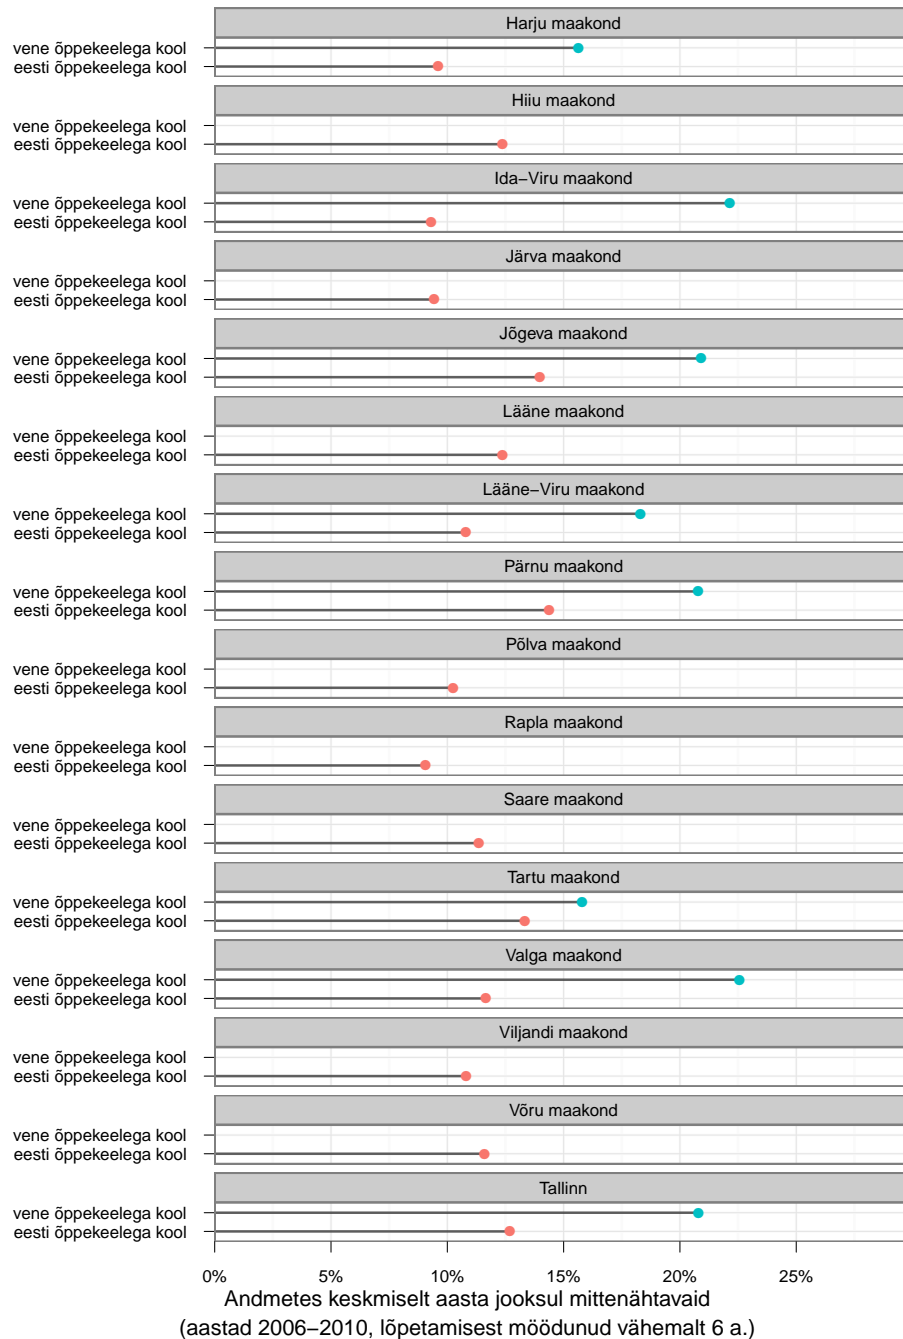 Harju maakond
vene õppekeelega kool
eesti õppekeelega kool
Hiiu maakond
vene õppekeelega kool
eesti õppekeelega kool
Ida−Viru maakond
vene õppekeelega kool
eesti õppekeelega kool
Järva maakond
vene õppekeelega kool
eesti õppekeelega kool
Jõgeva maakond
vene õppekeelega kool
eesti õppekeelega kool
Lääne maakond
vene õppekeelega kool
eesti õppekeelega kool
Lääne−Viru maakond
vene õppekeelega kool
eesti õppekeelega kool
Pärnu maakond
vene õppekeelega kool
eesti õppekeelega kool
Põlva maakond
vene õppekeelega kool
eesti õppekeelega kool
Rapla maakond
vene õppekeelega kool
eesti õppekeelega kool
Saare maakond
vene õppekeelega kool
eesti õppekeelega kool
Tartu maakond
vene õppekeelega kool
eesti õppekeelega kool
Valga maakond
vene õppekeelega kool
eesti õppekeelega kool
Viljandi maakond
vene õppekeelega kool
eesti õppekeelega kool
Võru maakond
vene õppekeelega kool
eesti õppekeelega kool
Tallinn
vene õppekeelega kool
eesti õppekeelega kool
0% 5% 10% 15% 20% 25%
Andmetes keskmiselt aasta jooksul mittenähtavaid
(aastad 2006−2010, lõpetamisest möödunud vähemalt 6 a.)